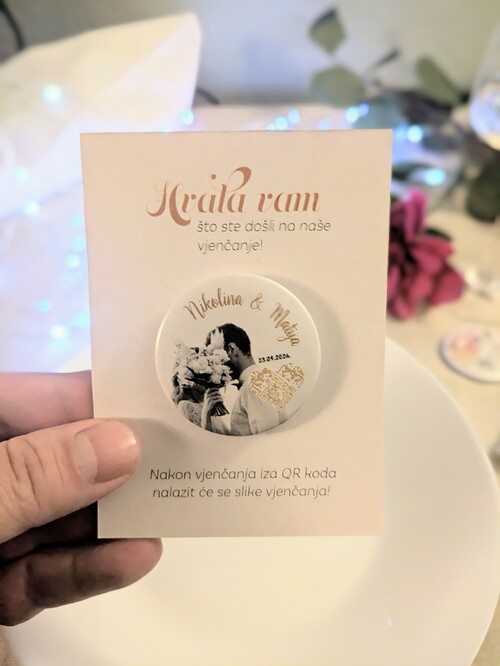 Hvala vam
što ste došli na naše
vjenčanje!
Nikolina & Matija
23.09.2024.
Nakon vjenčanja iza QR koda
nalazit će se slike vjenčanja!